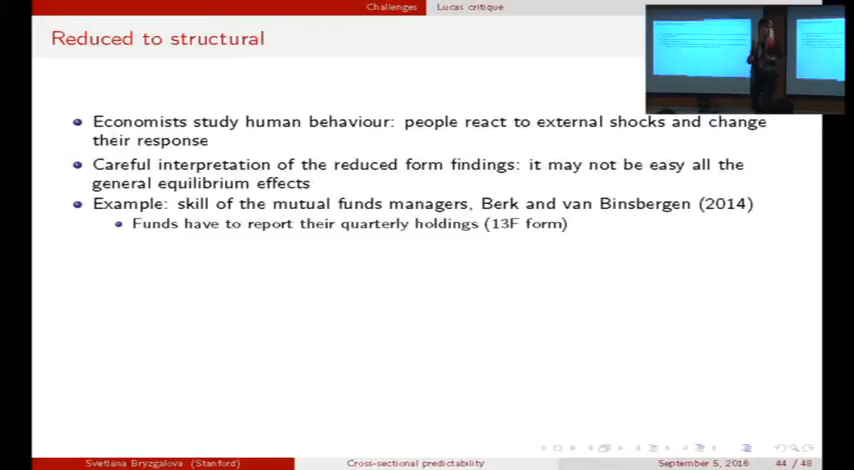 Challenges Lucas critique
Reduced to structural
Economists study human behaviour: people react to external shocks and change
their response
Careful interpretation of the reduced form findings: it may not be easy all the
general equilibrium effects
Example: skill of the mutual funds managers, Berk and van Binsbergen (2014)
Funds have to report their quarterly holdings (13F form)
Svetlana Bryzgalova (Stanford) Cross-sectional predictability September 5, 2016 44 / 48